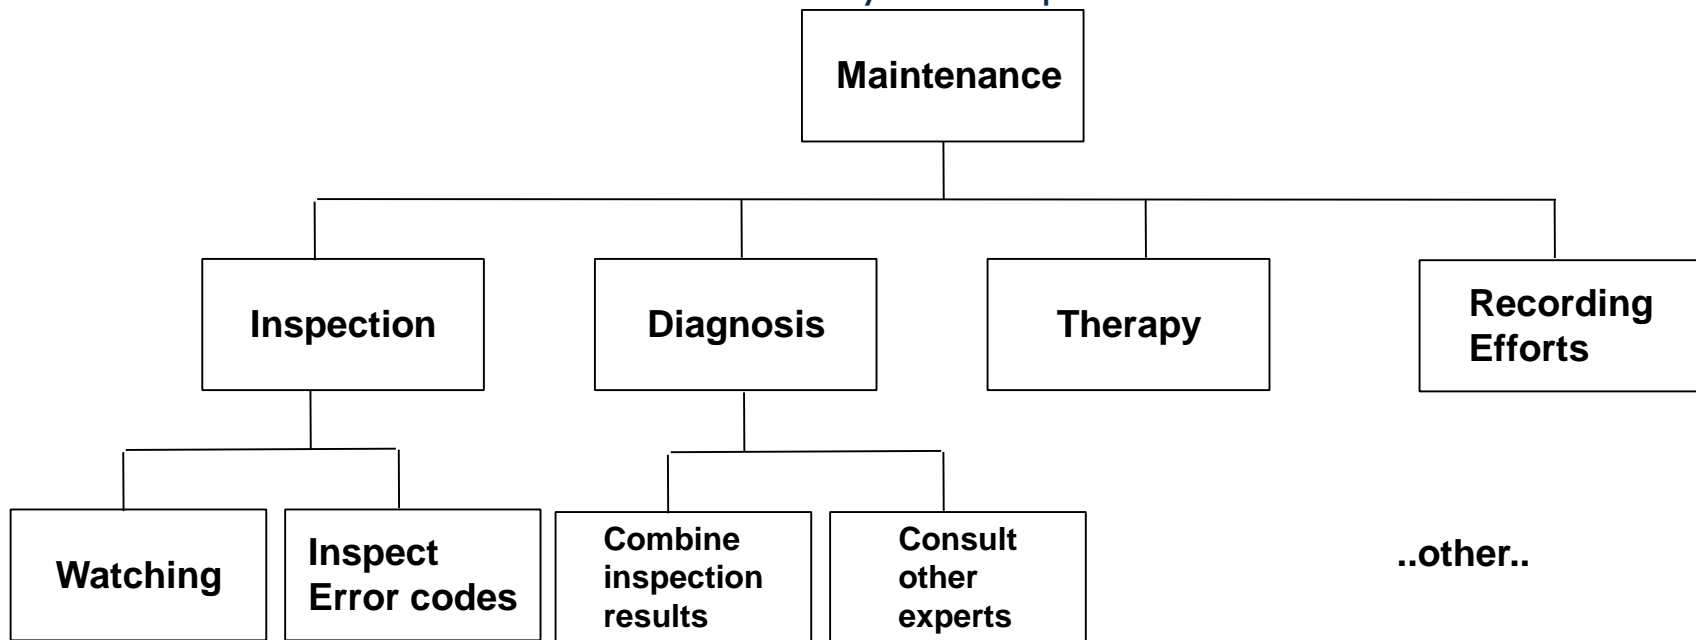 Maintenance
Inspection
Diagnosis
Therapy
Recording
Efforts
Watching
Inspect
Error codes
Combine
inspection
results
Consult
other
experts
..other..